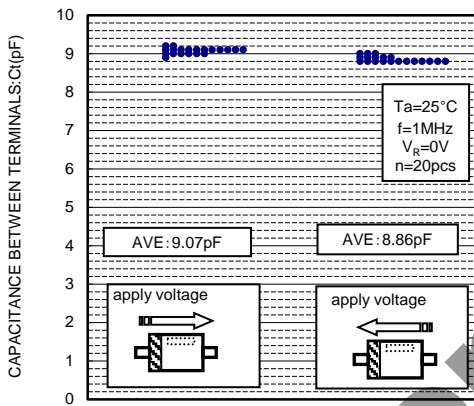 CAPACITANCE BETWEEN TERMINALS:Ct(pF)
10
9
8
7
6
5
4
3
2
1
0
Ta=25°C
f=1MHz
VR=0V
n=20pcs
AVE:9.07pF
AVE:8.86pF
apply voltage
apply voltage